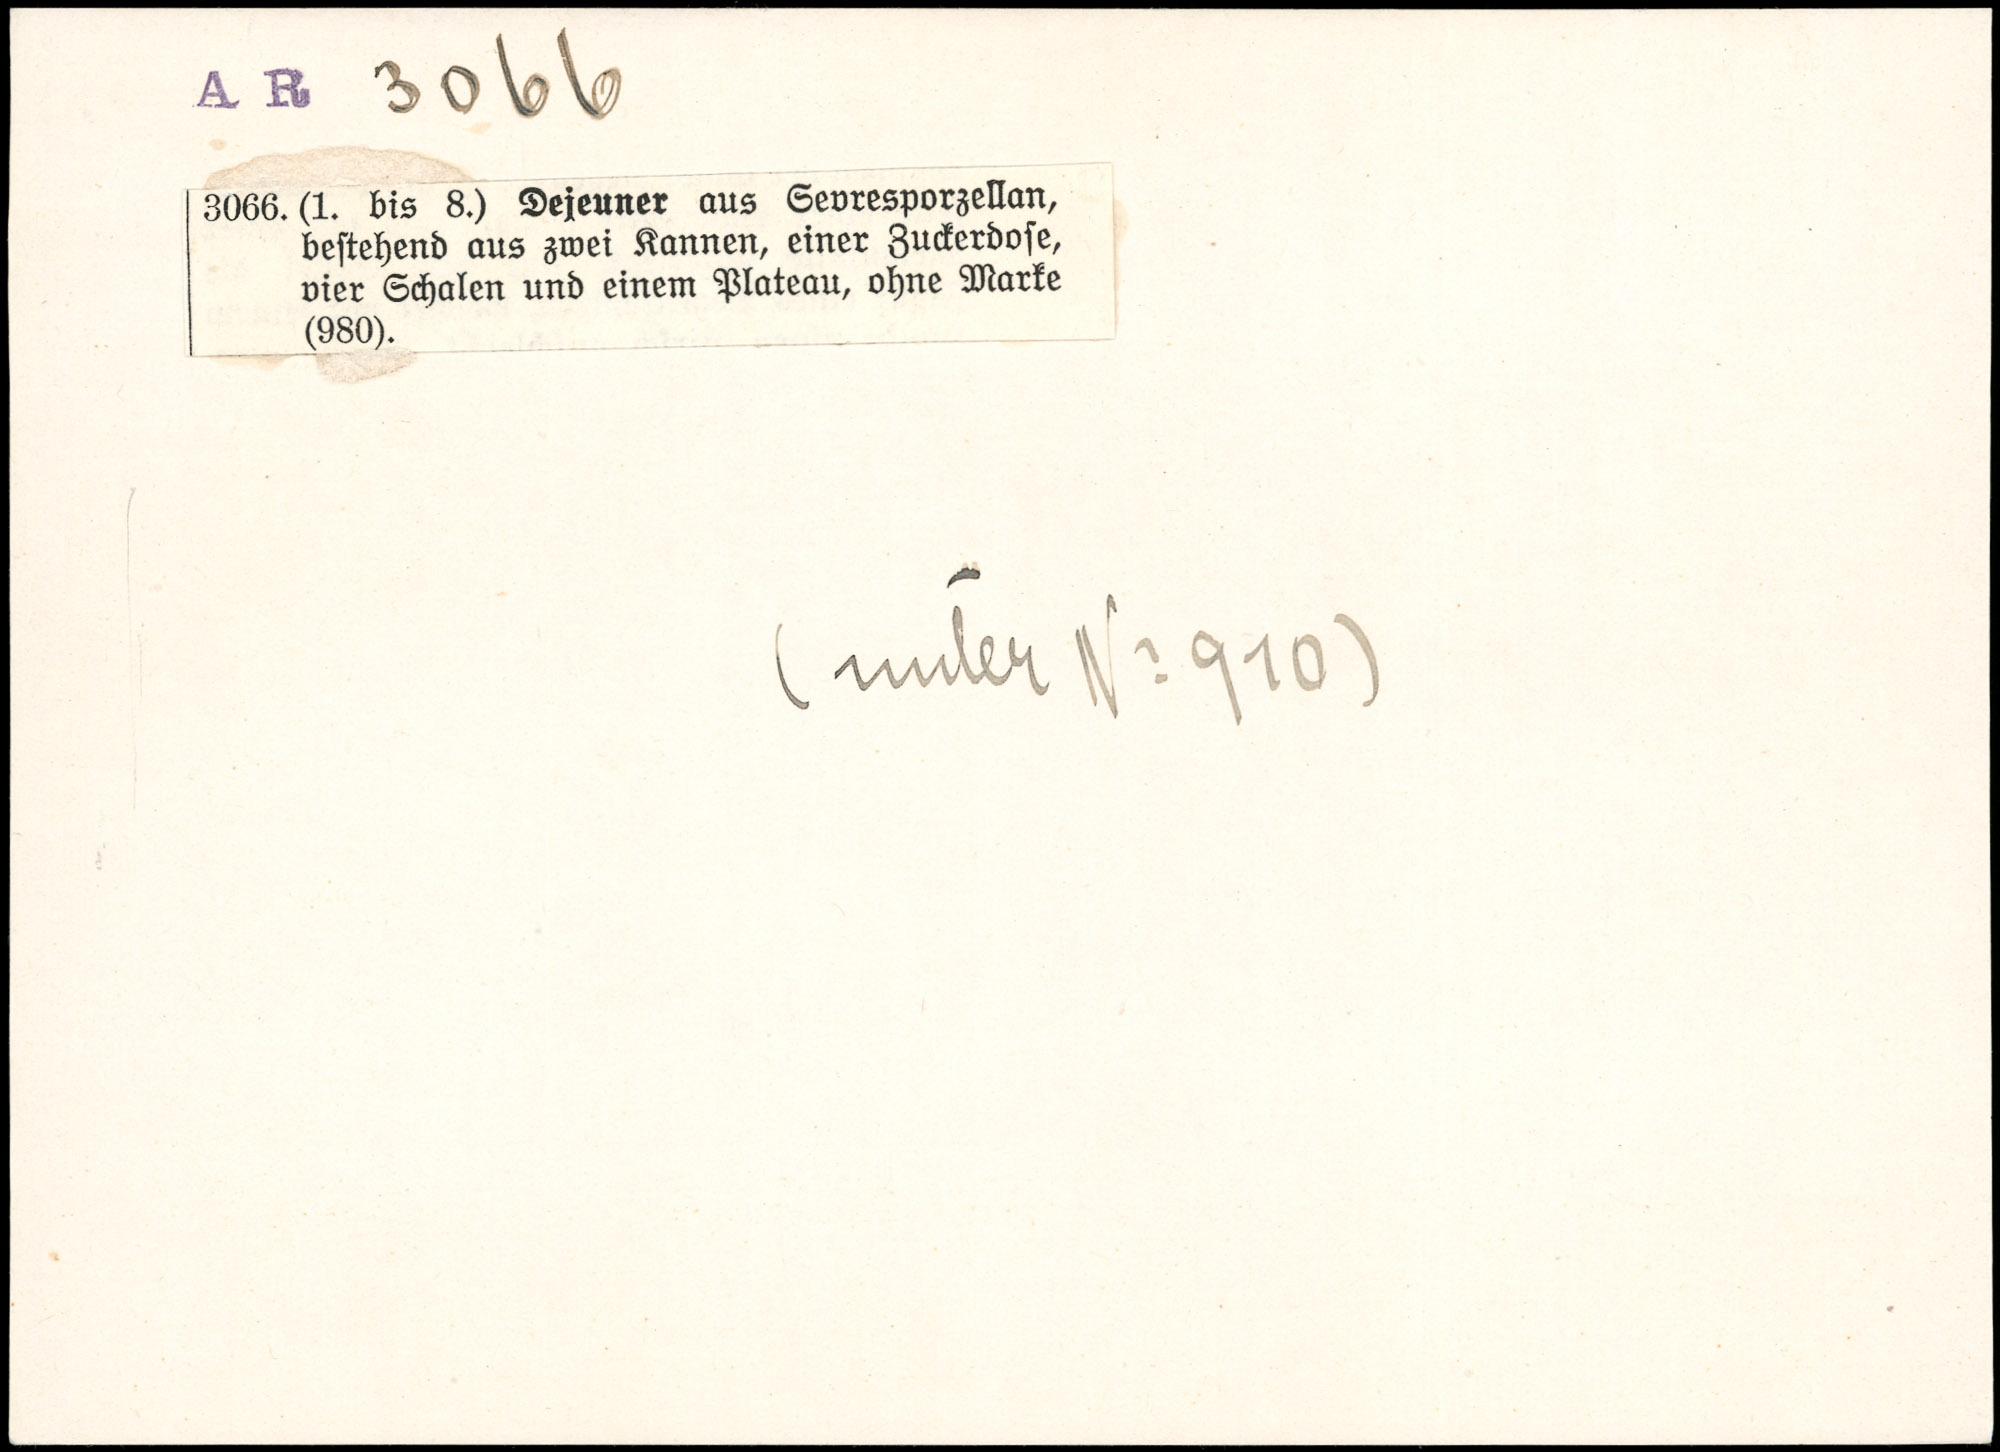 AR 3066
3066. (1. bis 8.) Dejeuner aus Sevresporzellan,
bestehend aus zwei Kannen, einer Zuckerdose,
vier Schalen und einem Plateau, ohne Marke
(980).
(unter No 910)